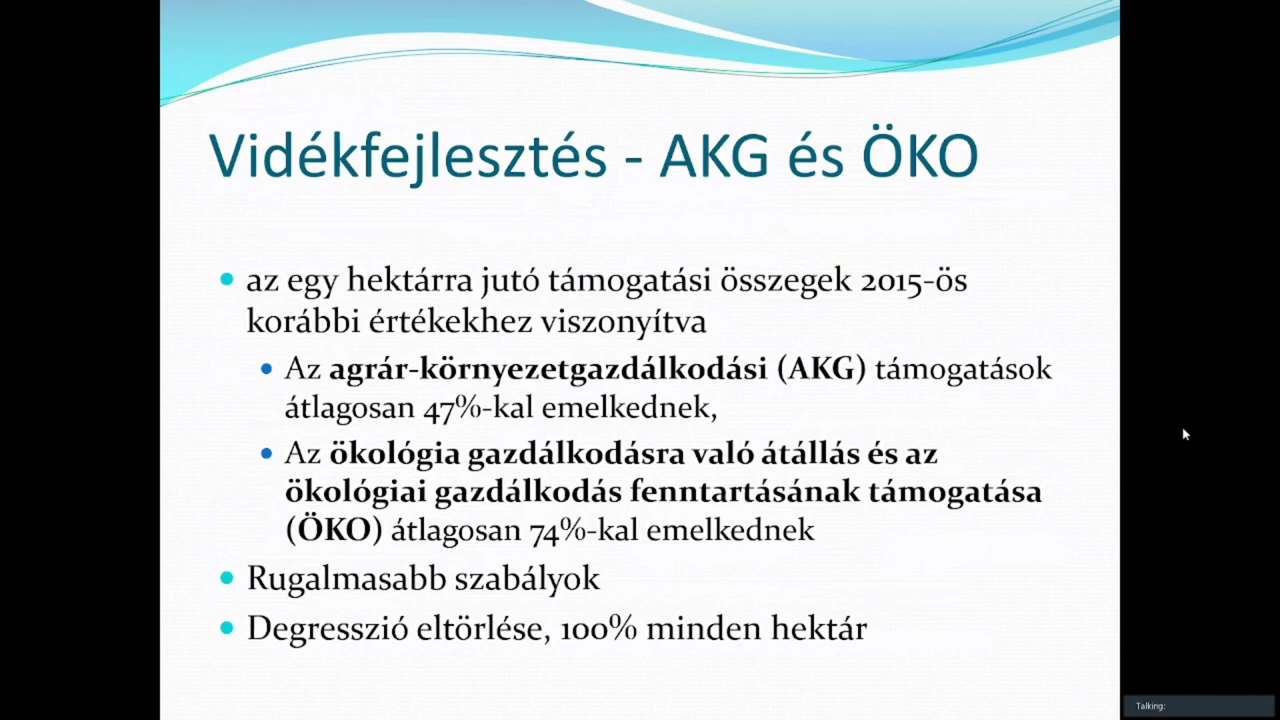 Vidékfejlesztés - AKG és ÖKO
az egy hektárra jutó támogatási összegek 2015-ös
korábbi értékekhez viszonyítva
Az agrár-környezetgazdálkodási (AKG) támogatások
átlagosan 47%-kal emelkednek,
Az ökológia gazdálkodásra való átállás és az
ökológiai gazdálkodás fenntartásának támogatása
(ÖKO) átlagosan 74%-kal emelkednek
Rugalmasabb szabályok
Degresszió eltörlése, 100% minden hektár
Talking: